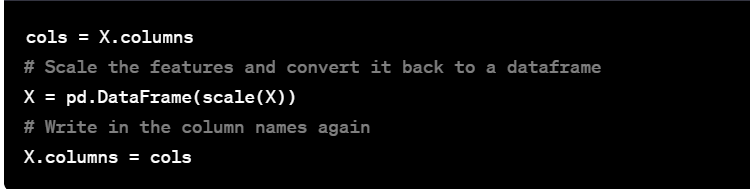 cols = X.columns
# Scale the features and convert it back to a dataframe
X = pd.DataFrame(scale(X))
# Write in the column names again
X.columns = cols